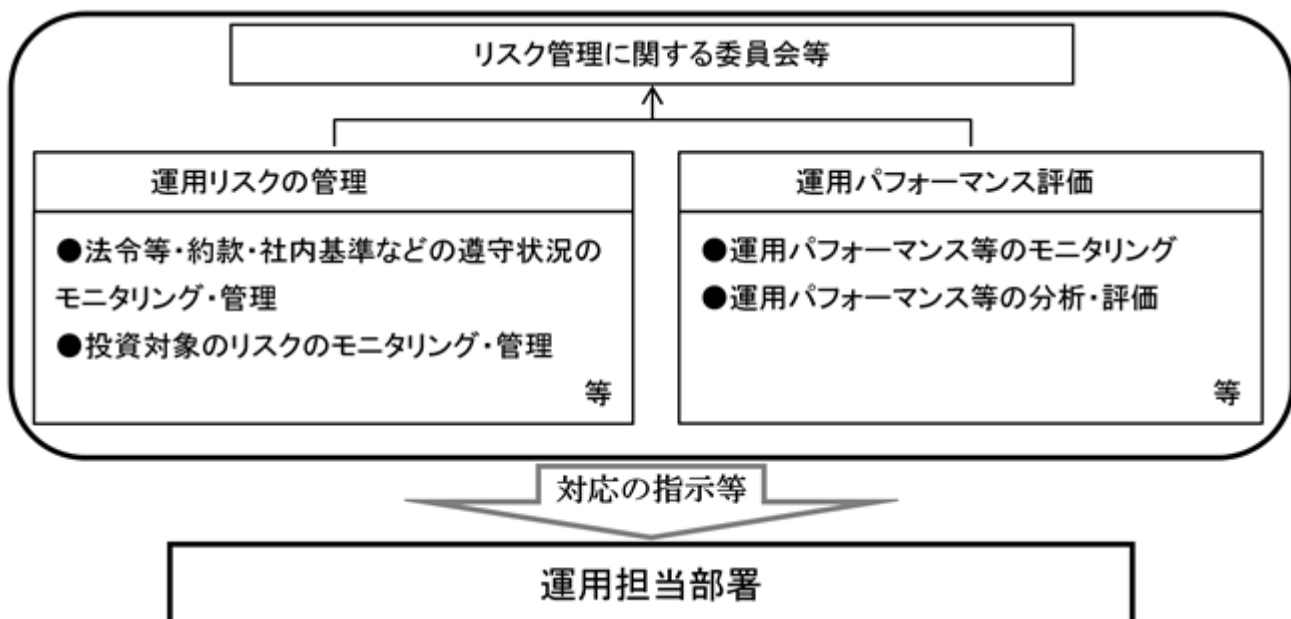 リスク管理に関する委員会等
運用リスクの管理
●法令等・約款・社内基準などの遵守状況の
モニタリング・管理
●投資対象のリスクのモニタリング・管理
等
運用パフォーマンス評価
●運用パフォーマンス等のモニタリング
●運用パフォーマンス等の分析・評価
等
対応の指示等
運用担当部署